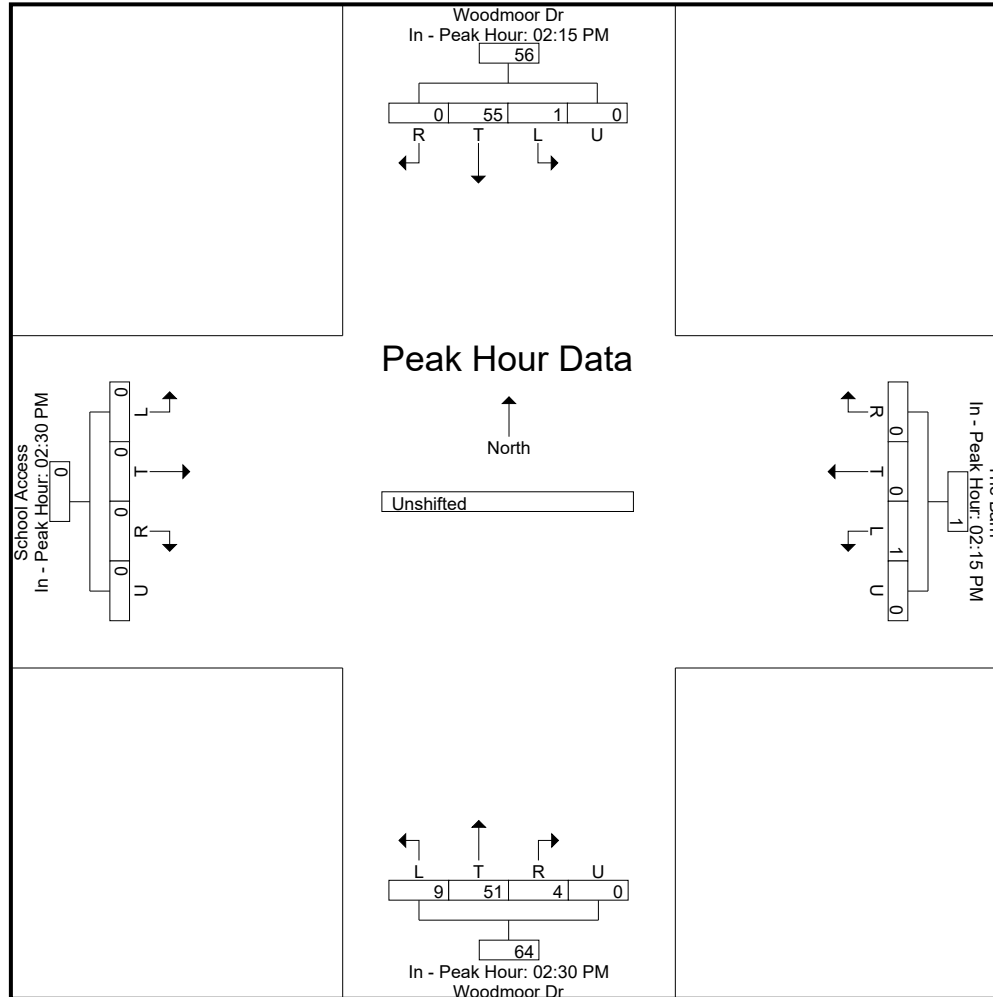 Woodmoor Dr
In - Peak Hour: 02:15 PM
56
0 55 1 0
R T L U
Peak Hour Data
North
Unshifted
School Access
In - Peak Hour: 02:30 PM
0
0 0 0 0
L T R U
In - Peak Hour: 02:15 PM
1
0 0 1 0
R T L U
L T R U
9 51 4 0
64
In - Peak Hour: 02:30 PM
Woodmoor Dr